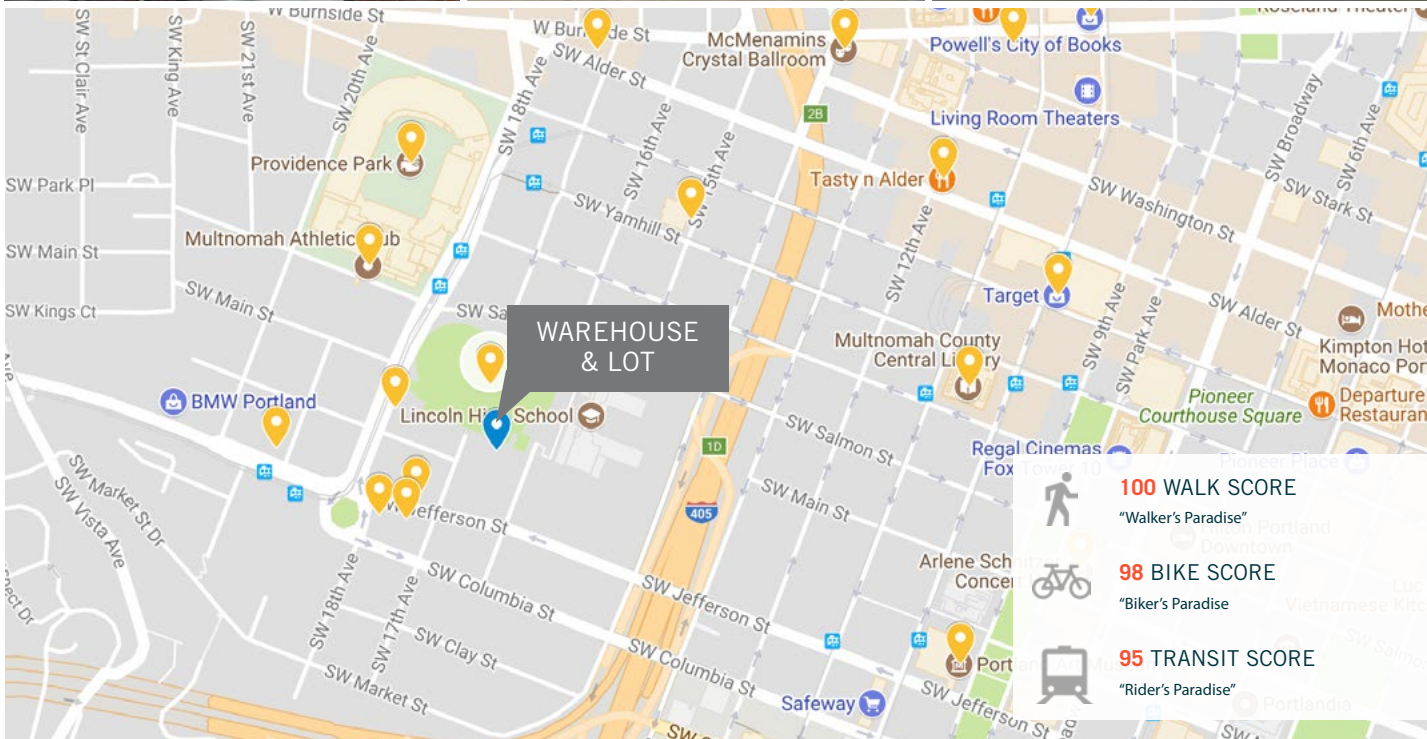 W Burnside St
SW St Clair Ave
SW King Ave
SW 21st Ave
SW 20th Ave
SW 18th Ave
SW Alder St
McMenamins
Crystal Ballroom
Powell's City of Books
Roseland Theater
Living Room Theaters
2B
SW 16th Ave
SW 15th Ave
SW Broadway
SW 6th Ave
Providence Park
Tasty n Alder
SW Park Pl
SW Washington St
SW Stark St
SW Yamhill St
Multnomah Athletic
SW Main St
SW 12th Ave
Target
SW Kings Ct
SW Main St
SW 9th Ave
SW Park Ave
SW Alder St
WAREHOUSE
& LOT
Multnomah County
Central
Kimpton
Monaco
Pioneer
Courthouse Square
Departure
BMW Portland
Lincoln
School
1D
SW Salmon St
Regal Cinemas
Fox Tower 10
Pioneer Place
SW Market St Dr
SW Vista Ave
405
SW Main St
Jefferson St
100 WALK SCORE
"Walker's Paradise"
Hilton Portland
Downtown
98 BIKE SCORE
"Biker's Paradise
95 TRANSIT SCORE
"Rider's Paradise"
SW Columbia St
SW Jefferson St
SW 18th Ave
SW 17th Ave
SW Clay St
SW Market St
SW Columbia St
Safeway
SW Jefferson St
Portlandia